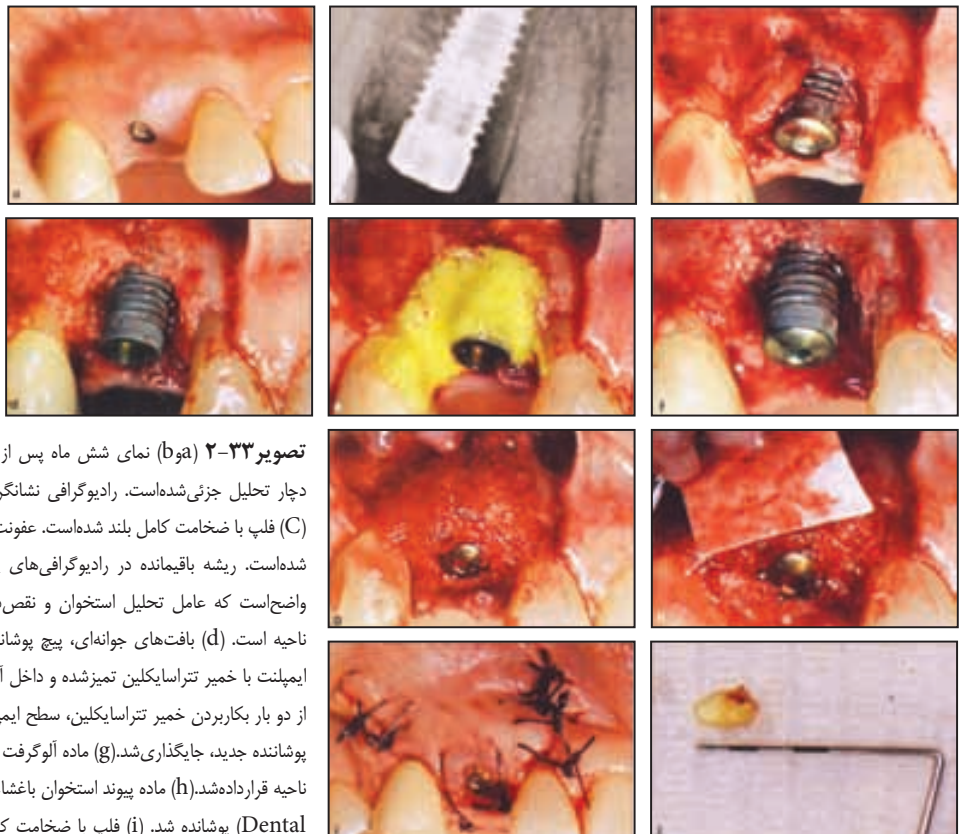 تصویر۳۳-۲ (aوb) نمای شش ماه پس از
دچار تحلیل جزئی‌شده‌است. رادیوگرافی نشانگر
(C) فلپ با ضخامت کامل بلند شده‌است. عفونت
شده‌است. ریشه باقیمانده در رادیوگرافی‌های
واضح‌است که عامل تحلیل استخوان و نقص
ناحیه است. (d) بافت‌های جوانه‌ای، پیچ پوشان
ایمپلنت با خمیر تتراسایکلین تمیزشده و داخل آ
از دو بار بکاربردن خمیر تتراسایکلین، سطح ایمپ
پوشاننده جدید، جایگذاری‌شد.(g) ماده آلوگرفت
ناحیه قرارداده‌شد.(h) ماده پیوند استخوان باغشا
Dental) پوشانده شد. (i) فلپ با ضخامت ک